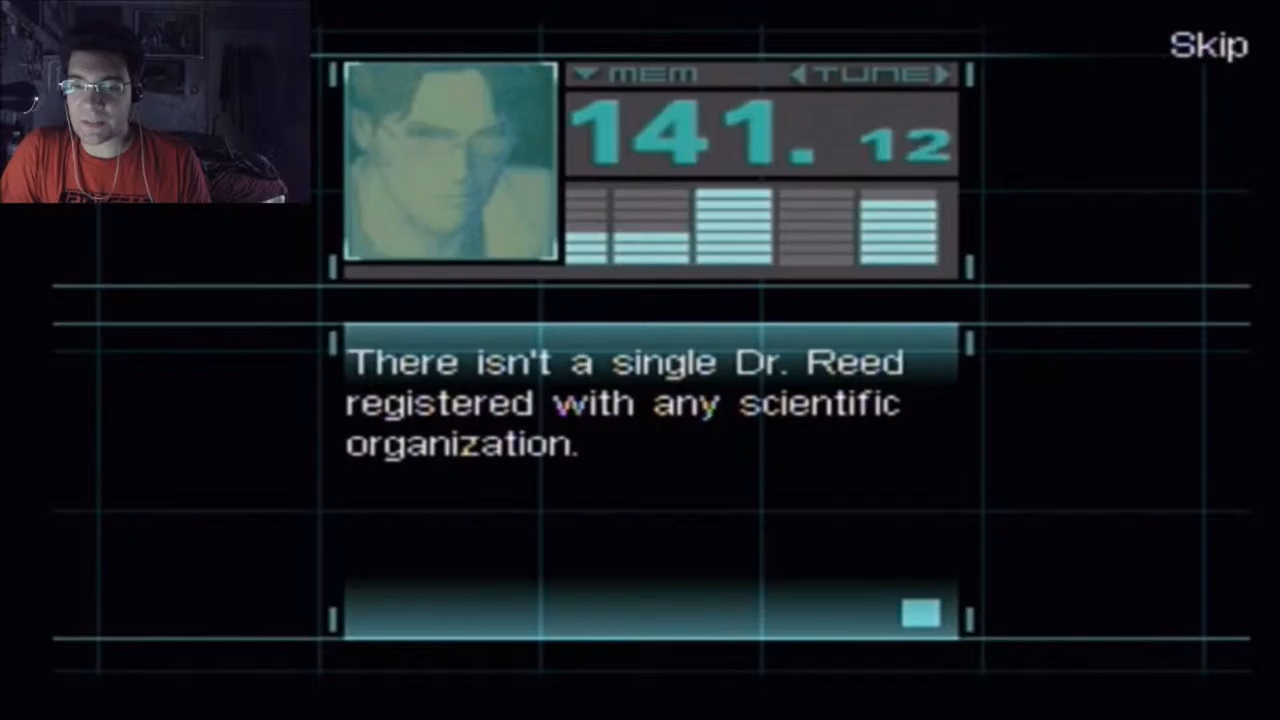 Skip
MEM
TUNE
141.12
There isn't a single Dr. Reed
registered with any scientific
organization.